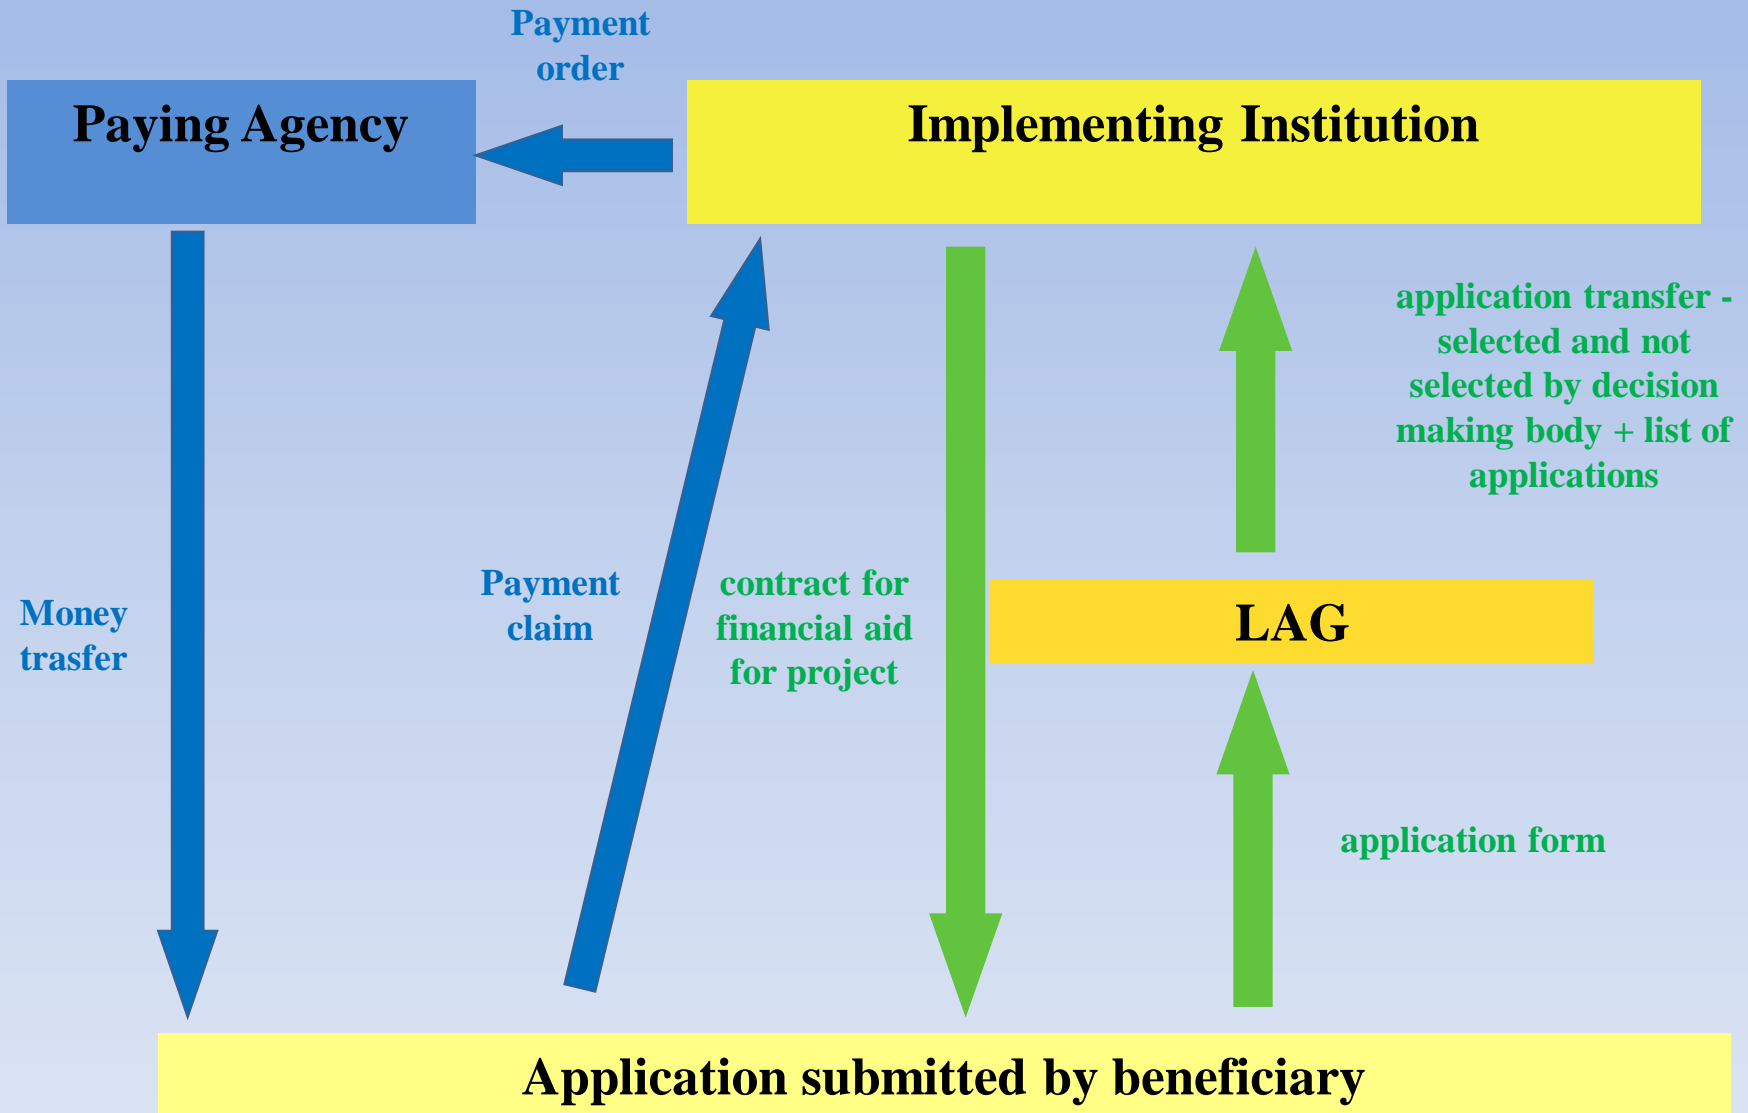 Payment
order
Paying Agency
Implementing Institution
application transfer -
selected and not
selected by decision
making body + list of
applications
Money
trasfer
Payment
claim
contract for
financial aid
for project
LAG
application form
Application submitted by beneficiary